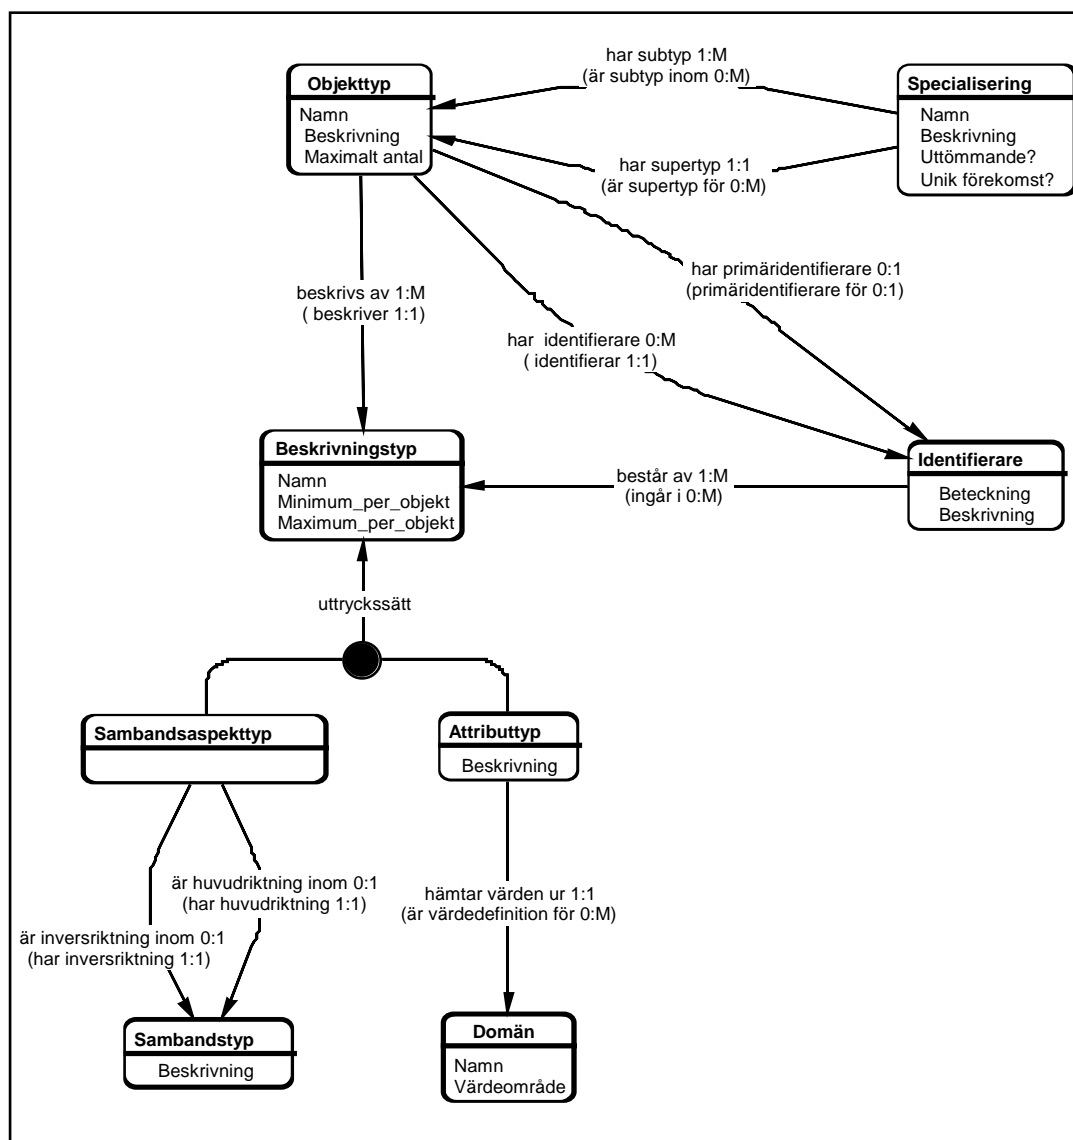 har subtyp 1:M
(är subtyp inom 0:M)
Objekttyp
Namn
Beskrivning
Maximalt antal
Specialisering
Namn
Beskrivning
Uttömmande?
Unik förekomst?
har supertyp 1:1
(är supertyp för 0:M)
har primäridentifierare 0:1
(primäridentifierare för 0:1)
beskrivs av 1:M
( beskriver 1:1)
har identifierare 0:M
( identifierar 1:1)
Beskrivningstyp
Namn
Minimum_per_objekt
Maximum_per_objekt
består av 1:M
(ingår i 0:M)
Identifierare
Beteckning
Beskrivning
uttryckssätt
Sambandsaspekttyp
Attributtyp
Beskrivning
är huvudriktning inom 0:1
(har huvudriktning 1:1)
hämtar värden ur 1:1
(är värdedefinition för 0:M)
är inversriktning inom 0:1
(har inversriktning 1:1)
Sambandstyp
Beskrivning
Domän
Namn
Värdeområde